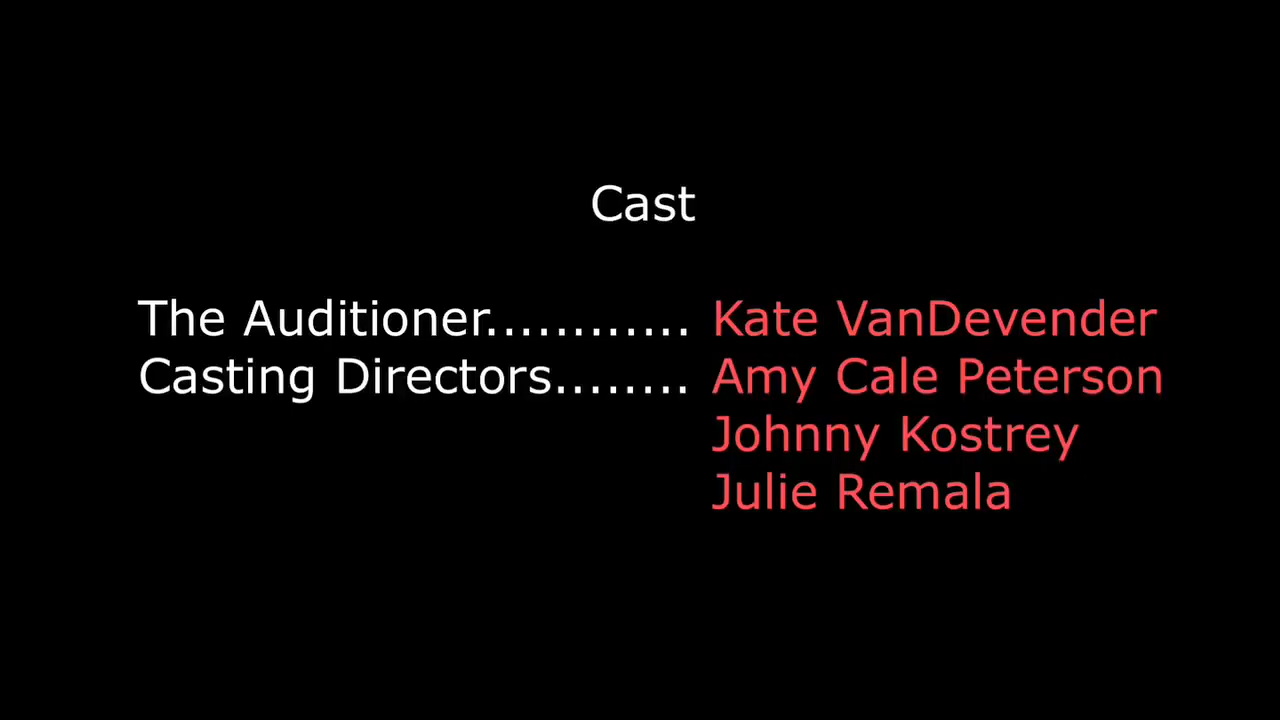 Cast
The Auditioner............ Kate VanDevender
Casting Directors........ Amy Cale Peterson
Johnny Kostrey
Julie Remala